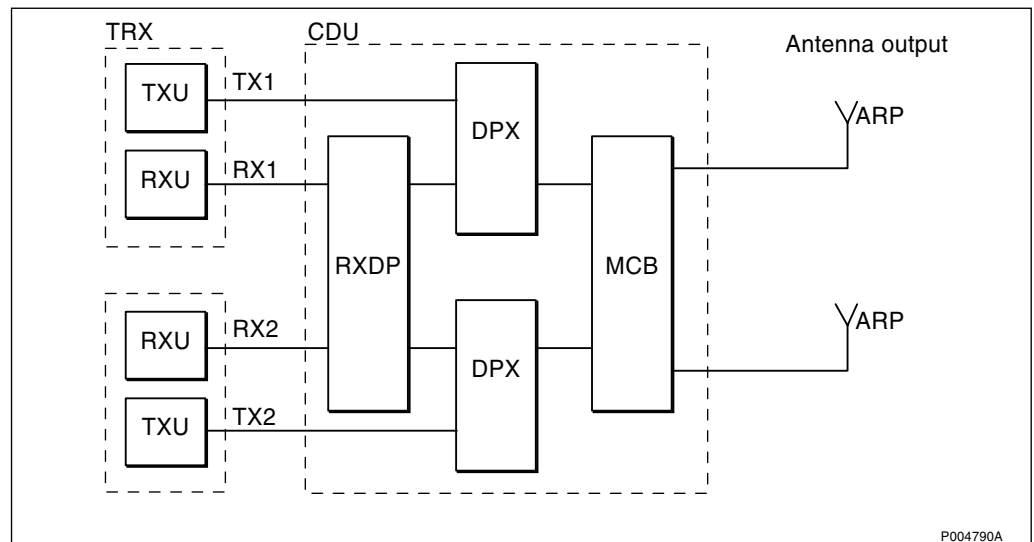 TRX
CDU
Antenna output
TXU
TX1
DPX
ARP
RXU
RX1
RXDP
MCB
RXU
RX2
DPX
ARP
TXU
TX2
P004790A